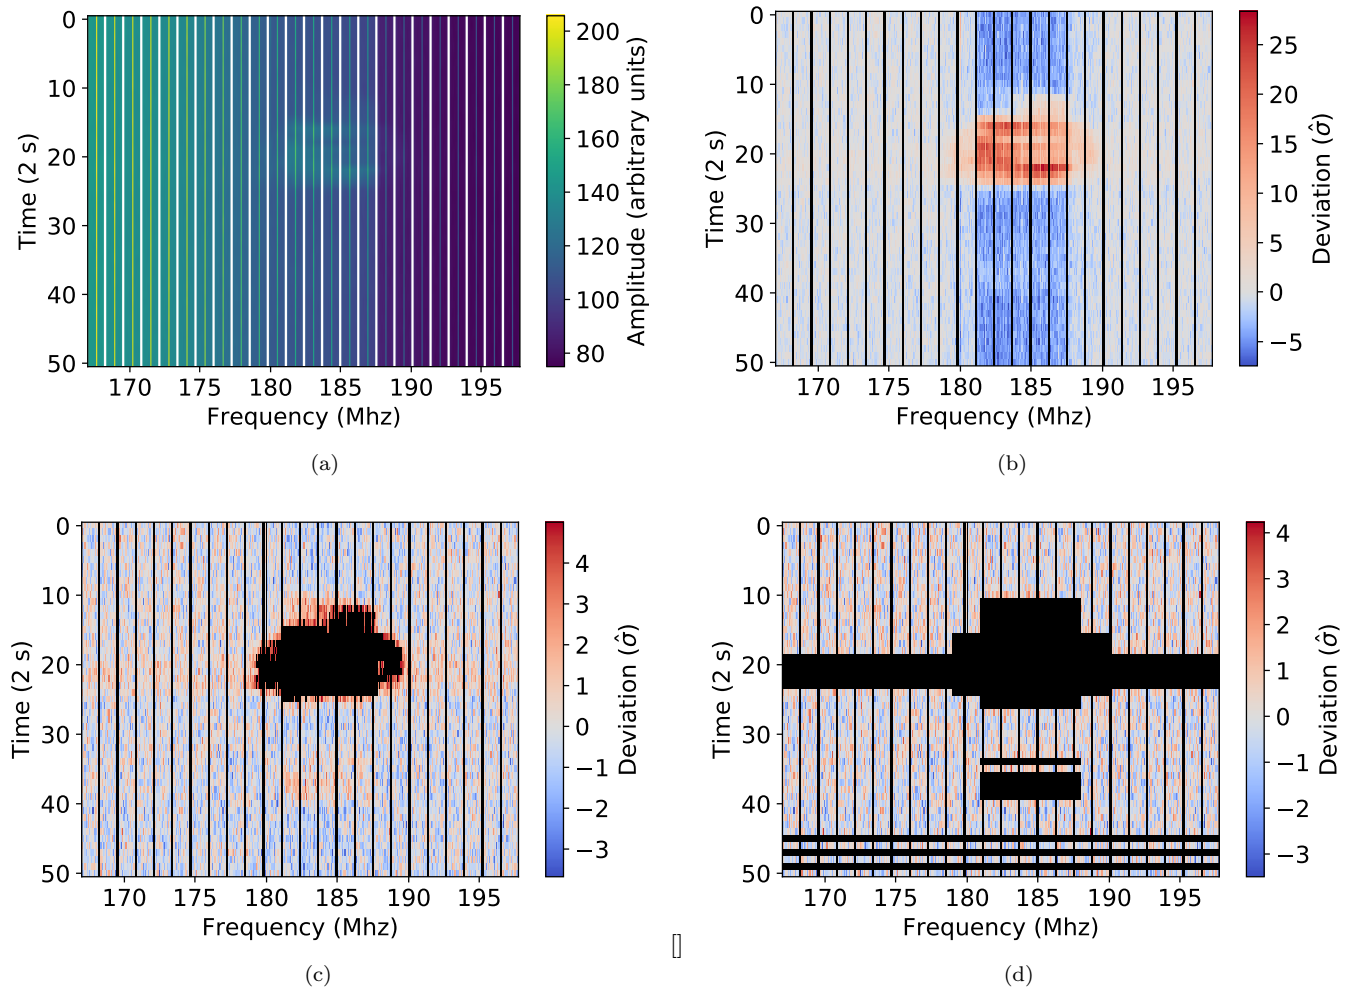 0
10
20
30
40
50
Time (2 s)
170 175 180 185 190 195
Frequency (Mhz)
200
180
160
140
120
100
80
Amplitude (arbitrary units)
(a)
0
10
20
30
40
50
Time (2 s)
170 175 180 185 190 195
Frequency (Mhz)
25
20
15
10
5
0
−5
Deviation (σ̂)
(b)
0
10
20
30
40
50
Time (2 s)
170 175 180 185 190 195
Frequency (Mhz)
4
3
2
1
0
−1
−2
−3
Deviation (σ̂)
(c)
[]
0
10
20
30
40
50
Time (2 s)
170 175 180 185 190 195
Frequency (Mhz)
4
3
2
1
0
−1
−2
−3
Deviation (σ̂)
(d)